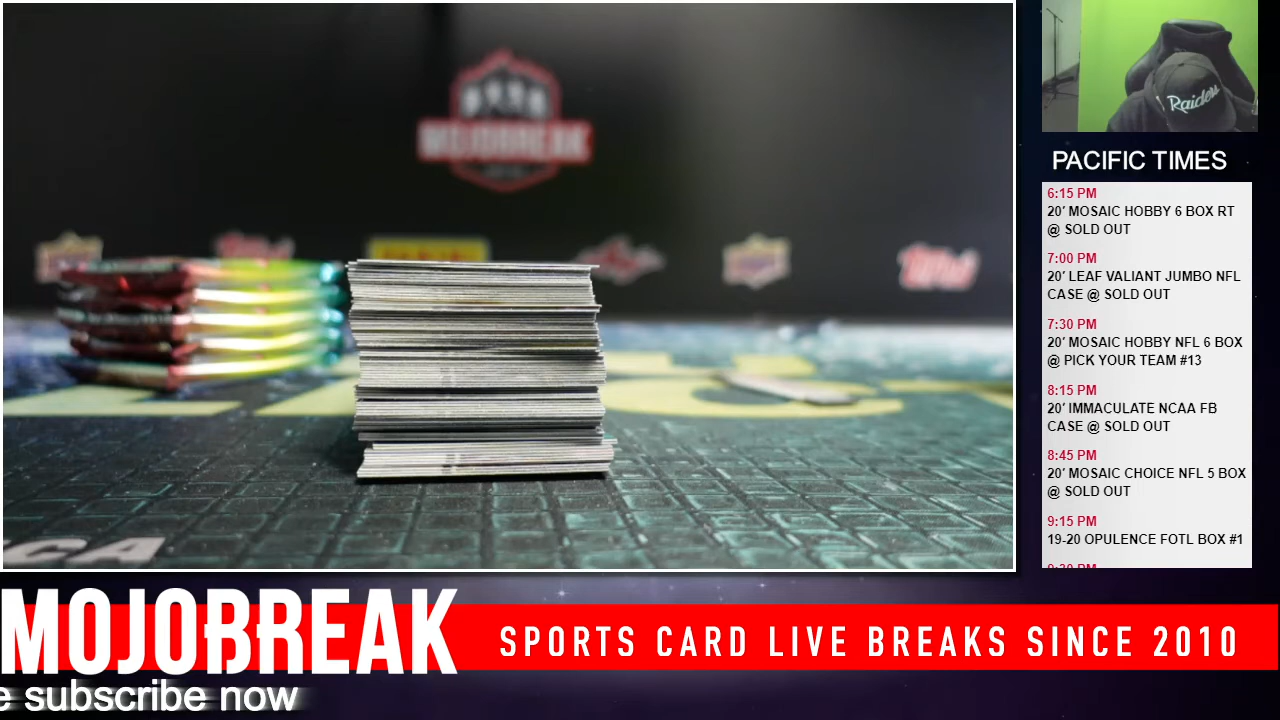 MOJOBREAK
Raiders
PACIFIC TIMES
6:15 PM
20' MOSAIC HOBBY 6 BOX RT
@ SOLD OUT
7:00 PM
20' LEAF VALIANT JUMBO NFL
CASE @ SOLD OUT
7:30 PM
20' MOSAIC HOBBY NFL 6 BOX
@ PICK YOUR TEAM #13
8:15 PM
20' IMMACULATE NCAA FB
CASE @ SOLD OUT
8:45 PM
20' MOSAIC CHOICE NFL 5 BOX
@ SOLD OUT
9:15 PM
19-20 OPULENCE FOTL BOX #1
Topps
MOJOBREAK
SPORTS CARD LIVE BREAKS SINCE 2010
e subscribe now